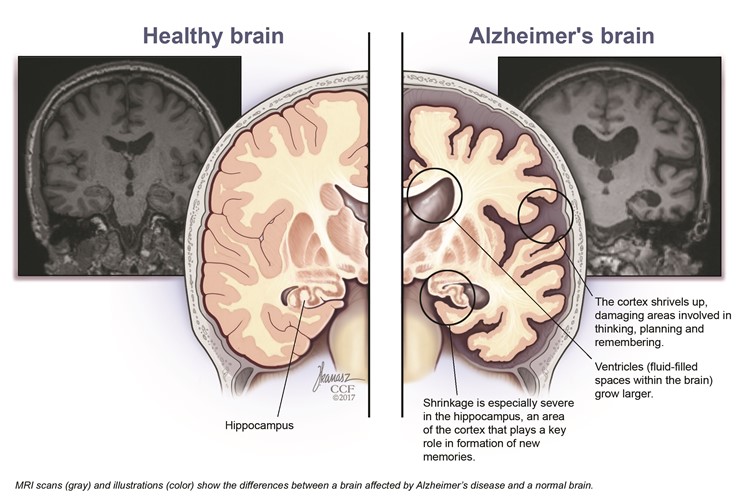 Healthy brain
Alzheimer's brain
The cortex shrivels up,
damaging areas involved in
thinking, planning and
remembering.
Ventricles (fluid-filled
spaces within the brain)
grow larger.
CCF
©2017
Shrinkage is especially severe
in the hippocampus, an area
of the cortex that plays a key
role in formation of new
memories.
Hippocampus
MRI scans (gray) and illustrations (color) show the differences between a brain affected by Alzheimer's disease and a normal brain.